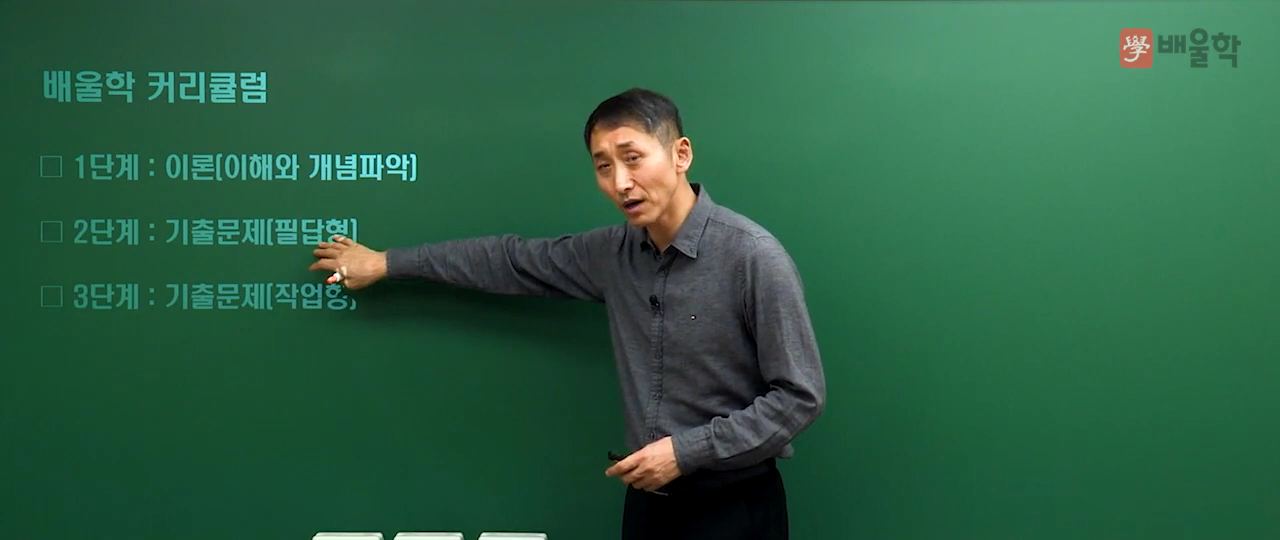 學 배울학
배울학 커리큘럼
□ 1단계 : 이론(이해와 개념파악)
□ 2단계 : 기출문제(필답형)
□ 3단계 : 기출문제(작업형)